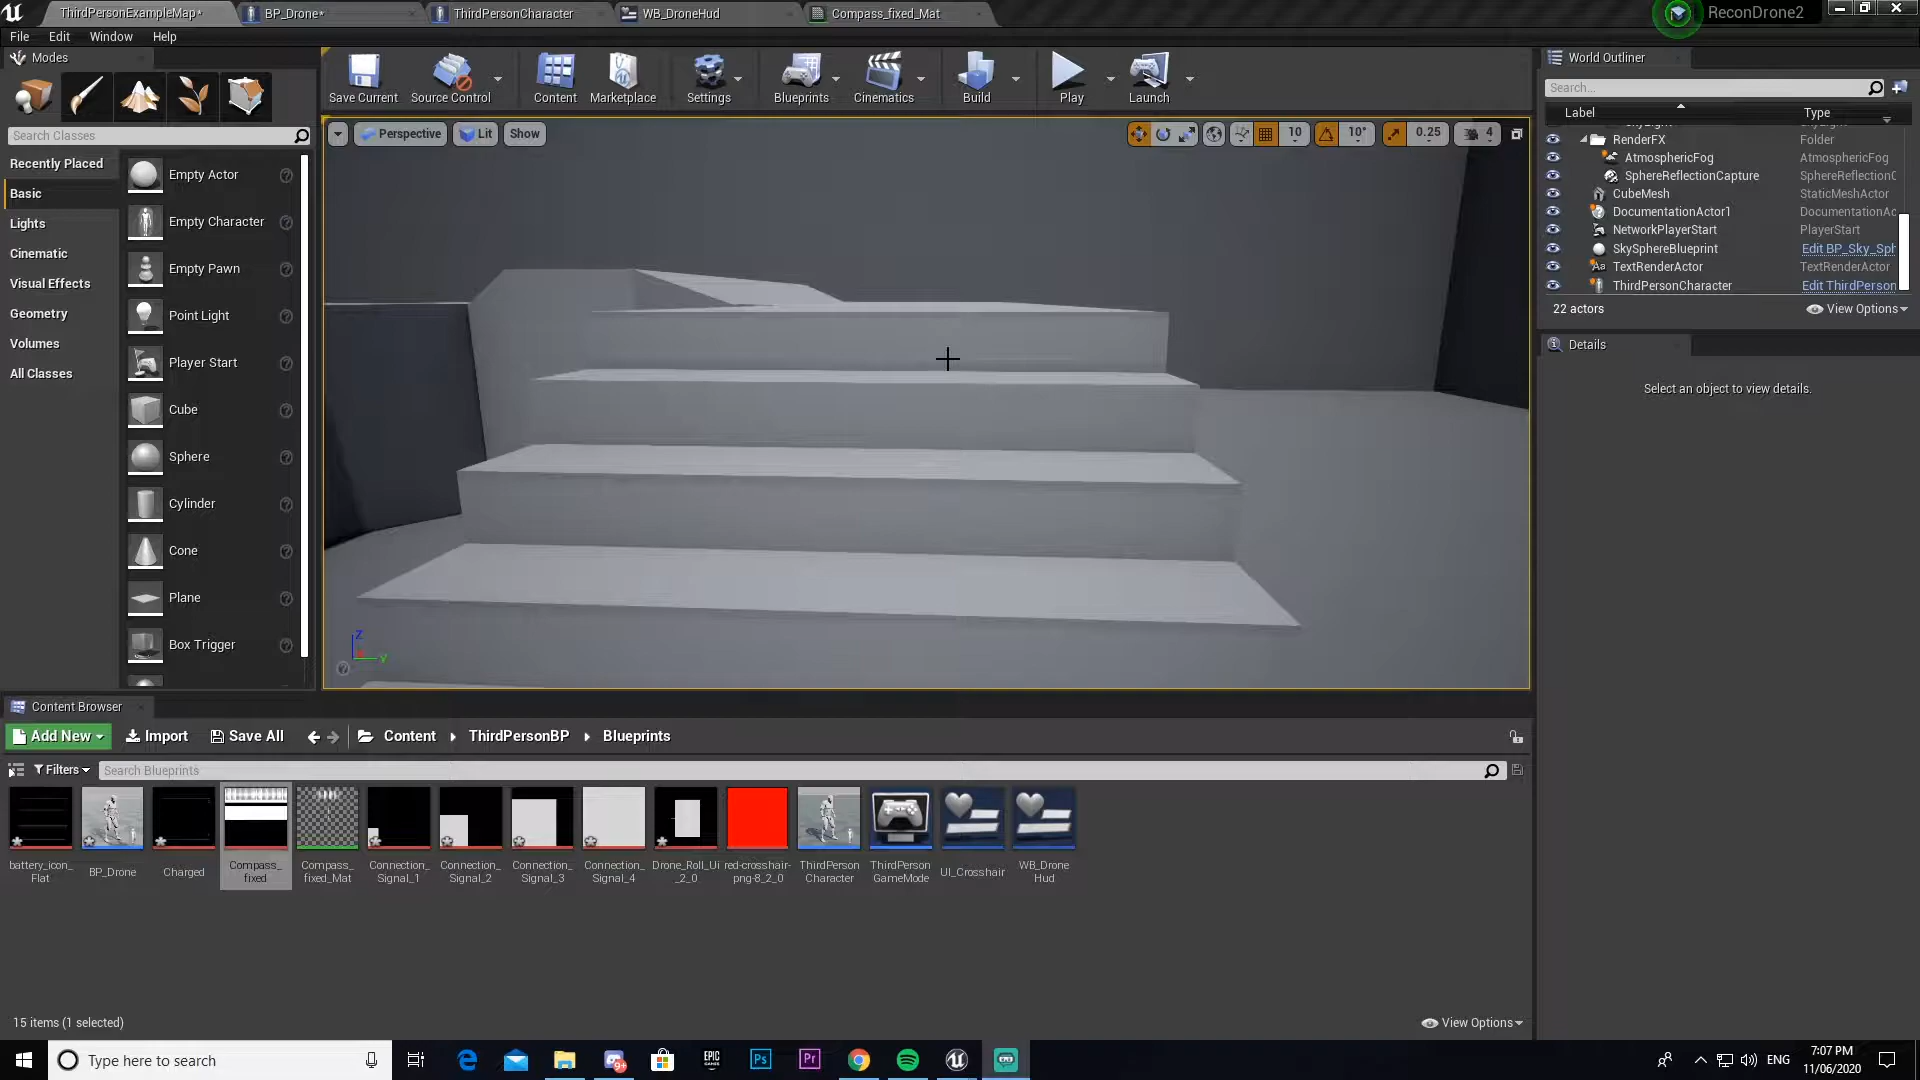 ThirdPersonExampleMap*
BP_Drone*
ThirdPersonCharacter
WB_DroneHud
Compass_fixed_Mat
ReconDrone2
File Edit Window Help
Modes
Save Current
Source Control
Content
Marketplace
Settings
Blueprints
Cinematics
Build
Play
Launch
Search Classes
Recently Placed
Basic
Lights
Cinematic
Visual Effects
Geometry
Volumes
All Classes
Empty Actor
Empty Character
Empty Pawn
Point Light
Player Start
Cube
Sphere
Cylinder
Cone
Plane
Box Trigger
Perspective
Lit
Show
10
10°
0.25
4
Z
Y
World Outliner
Search...
Label Type
RenderFX Folder
AtmosphericFog AtmosphericFog
SphereReflectionCapture SphereReflectionC
CubeMesh StaticMeshActor
DocumentationActor1 DocumentationAc
NetworkPlayerStart PlayerStart
SkySphereBlueprint Edit BP_Sky_Sph
TextRenderActor TextRenderActor
ThirdPersonCharacter Edit ThirdPerson
22 actors View Options
Details
Select an object to view details.
Content Browser
Add New Import Save All Content ThirdPersonBP Blueprints
Filters Search Blueprints
battery_icon_
Flat
BP_Drone
Charged
Compass_
fixed
Compass_
fixed_Mat
Connection_
Signal_1
Connection_
Signal_2
Connection_
Signal_3
Connection_
Signal_4
Drone_Roll_Ui
_2_0
red-crosshair-
png-8_2_0
ThirdPerson
Character
ThirdPerson
GameMode
UI_Crosshair
WB_Drone
Hud
15 items (1 selected) View Options
Type here to search
9+
EPIC
GAMES
Ps
Pr
ENG
7:07 PM
11/06/2020